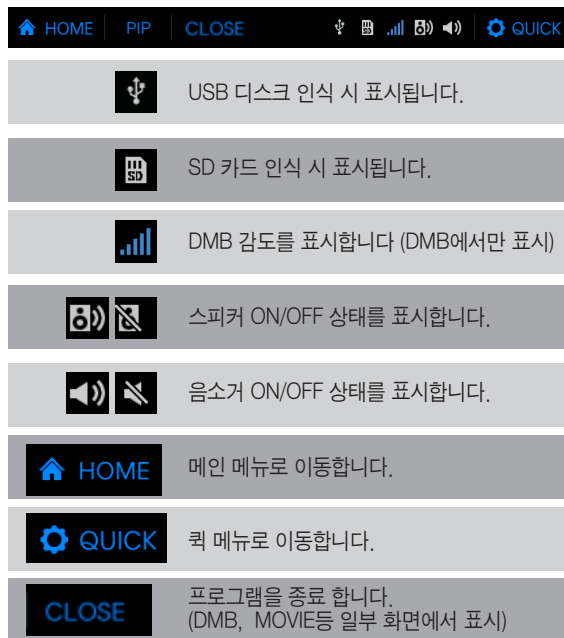 HOME PIP CLOSE SD QUICK
USB 디스크 인식 시 표시됩니다.
SD SD 카드 인식 시 표시됩니다.
DMB 감도를 표시합니다 (DMB에서만 표시)
스피커 ON/OFF 상태를 표시합니다.
음소거 ON/OFF 상태를 표시합니다.
HOME 메인 메뉴로 이동합니다.
QUICK 퀵 메뉴로 이동합니다.
CLOSE 프로그램을 종료 합니다.
(DMB, MOVIE등 일부 화면에서 표시)